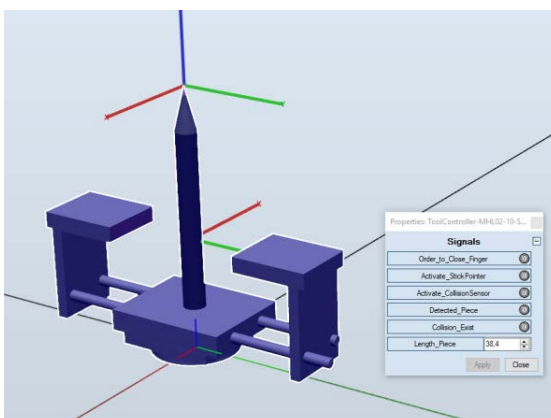 Properties: ToolController-MHL02-10-S...
Signals
Order_to_Close_Finger
Activate_StickPointer
Activate_CollisionSensor
Detected_Piece
Collision_Exist
Length_Piece 38,4
Apply Close